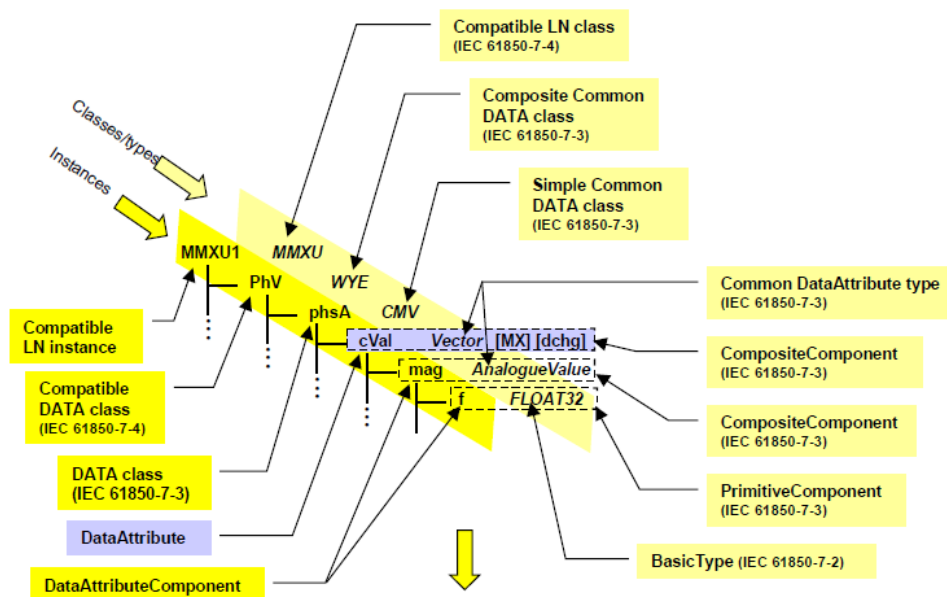 Compatible LN class
(IEC 61850-7-4)
Composite Common
DATA class
(IEC 61850-7-3)
Simple Common
DATA class
(IEC 61850-7-3)
Classes/types
Instances
MMXU1 MMXU
PhV WYE
phsA CMV
cVal Vector [MX] [dchg]
mag AnalogueValue
f FLOAT32
Common DataAttribute type
(IEC 61850-7-3)
CompositeComponent
(IEC 61850-7-3)
CompositeComponent
(IEC 61850-7-3)
PrimitiveComponent
(IEC 61850-7-3)
BasicType (IEC 61850-7-2)
Compatible
LN instance
Compatible
DATA class
(IEC 61850-7-4)
DATA class
(IEC 61850-7-3)
DataAttribute
DataAttributeComponent